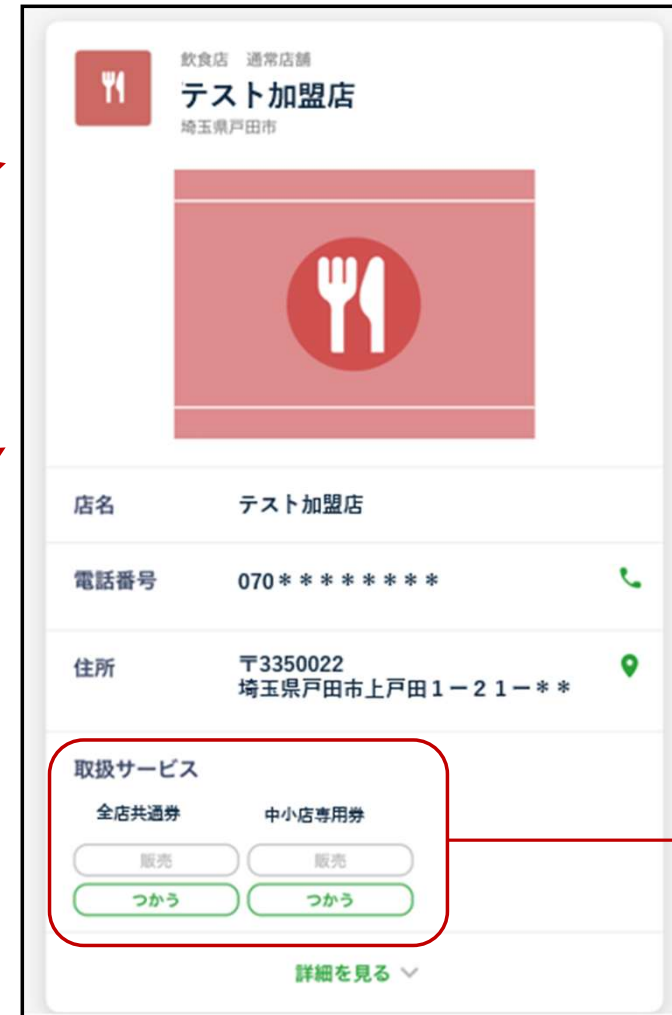 飲食店　通常店舗
テスト加盟店
埼玉県戸田市
店名　テスト加盟店
電話番号　070＊＊＊＊＊＊＊＊
住所　〒3350022
埼玉県戸田市上戸田１ー２１ー＊＊
取扱サービス
全店共通券　中小店専用券
販売　販売
つかう　つかう
詳細を見る